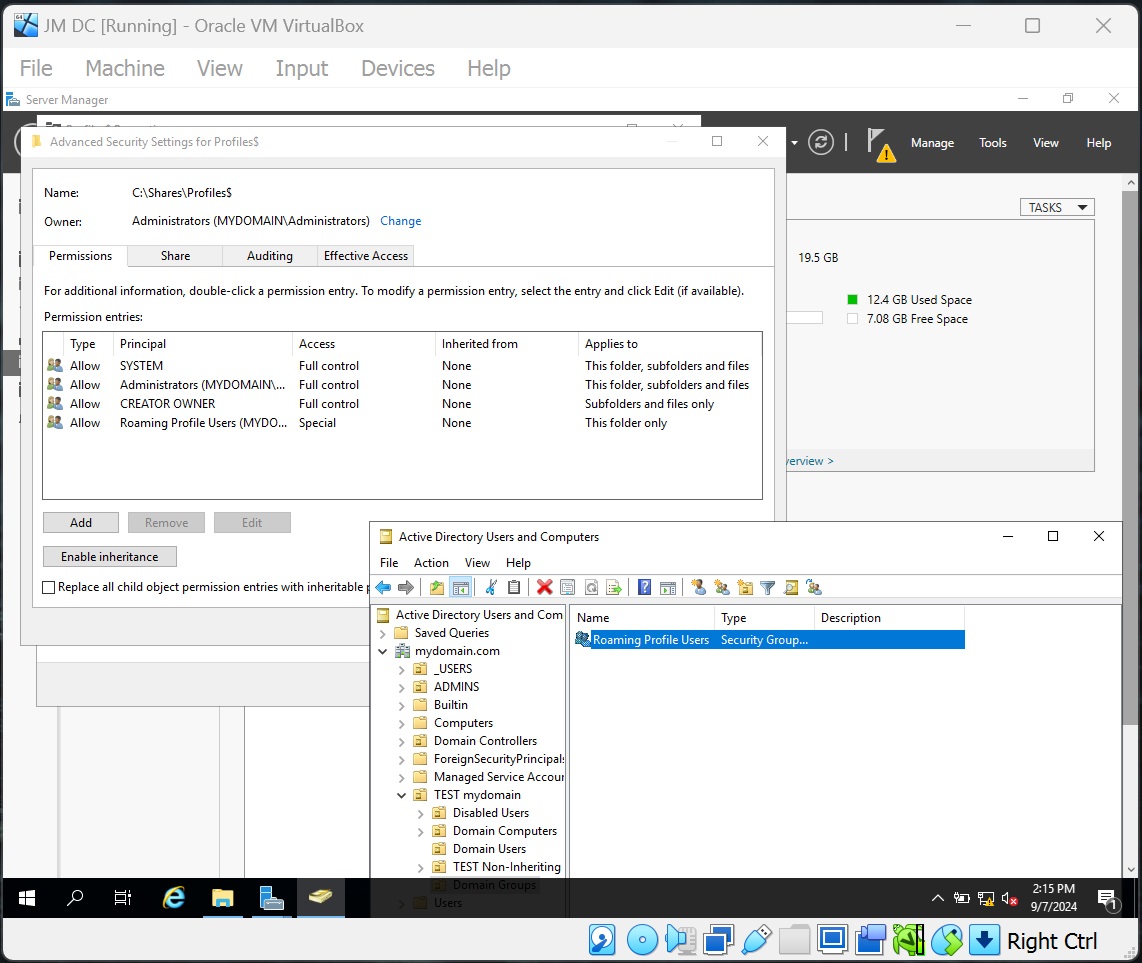 JM DC [Running] - Oracle VM VirtualBox
File Machine View Input Devices Help
Server Manager
Manage Tools View Help
Advanced Security Settings for Profiles$
Name: C:\Shares\Profiles$
Owner: Administrators (MYDOMAIN\Administrators) Change
Permissions Share Auditing Effective Access
For additional information, double-click a permission entry. To modify a permission entry, select the entry and click Edit (if available).
Permission entries:
Type Principal Access Inherited from Applies to
Allow SYSTEM Full control None This folder, subfolders and files
Allow Administrators (MYDOMAIN\... Full control None This folder, subfolders and files
Allow CREATOR OWNER Full control None Subfolders and files only
Allow Roaming Profile Users (MYDO... Special None This folder only
Add Remove Edit
Enable inheritance
Replace all child object permission entries with inheritable
TASKS
19.5 GB
12.4 GB Used Space
7.08 GB Free Space
verview >
Active Directory Users and Computers
File Action View Help
Active Directory Users and Com
Saved Queries
mydomain.com
_USERS
ADMINS
Builtin
Computers
Domain Controllers
ForeignSecurityPrincipals
Managed Service Accour
TEST mydomain
Disabled Users
Domain Computers
Domain Users
TEST Non-Inheriting
Domain Groups
Users
Name Type Description
Roaming Profile Users Security Group...
2:15 PM
9/7/2024
1
Right Ctrl